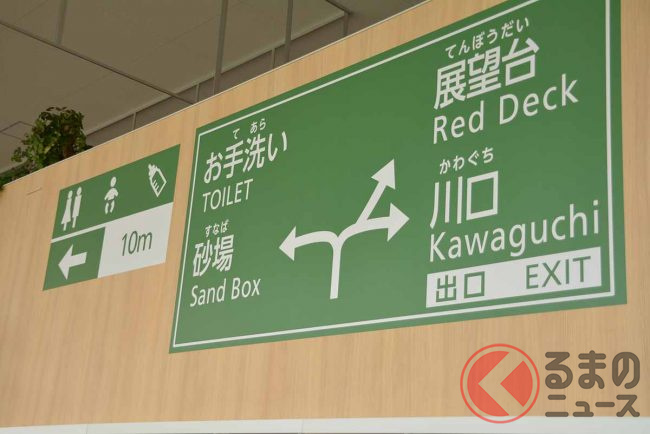 10m
て あら
お手洗い
TOILET
すなば
砂場
Sand Box
てんぼうだい
展望台
Red Deck
かわぐち
川口
Kawaguchi
出口 EXIT
くるまの
ニュース